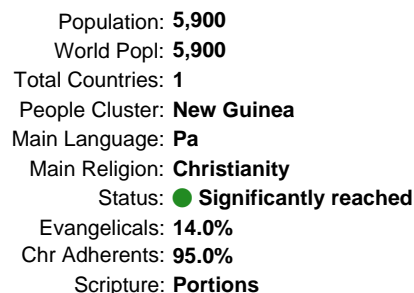 Population: 5,900
World Popl: 5,900
Total Countries: 1
People Cluster: New Guinea
Main Language: Pa
Main Religion: Christianity
Status: Significantly reached
Evangelicals: 14.0%
Chr Adherents: 95.0%
Scripture: Portions